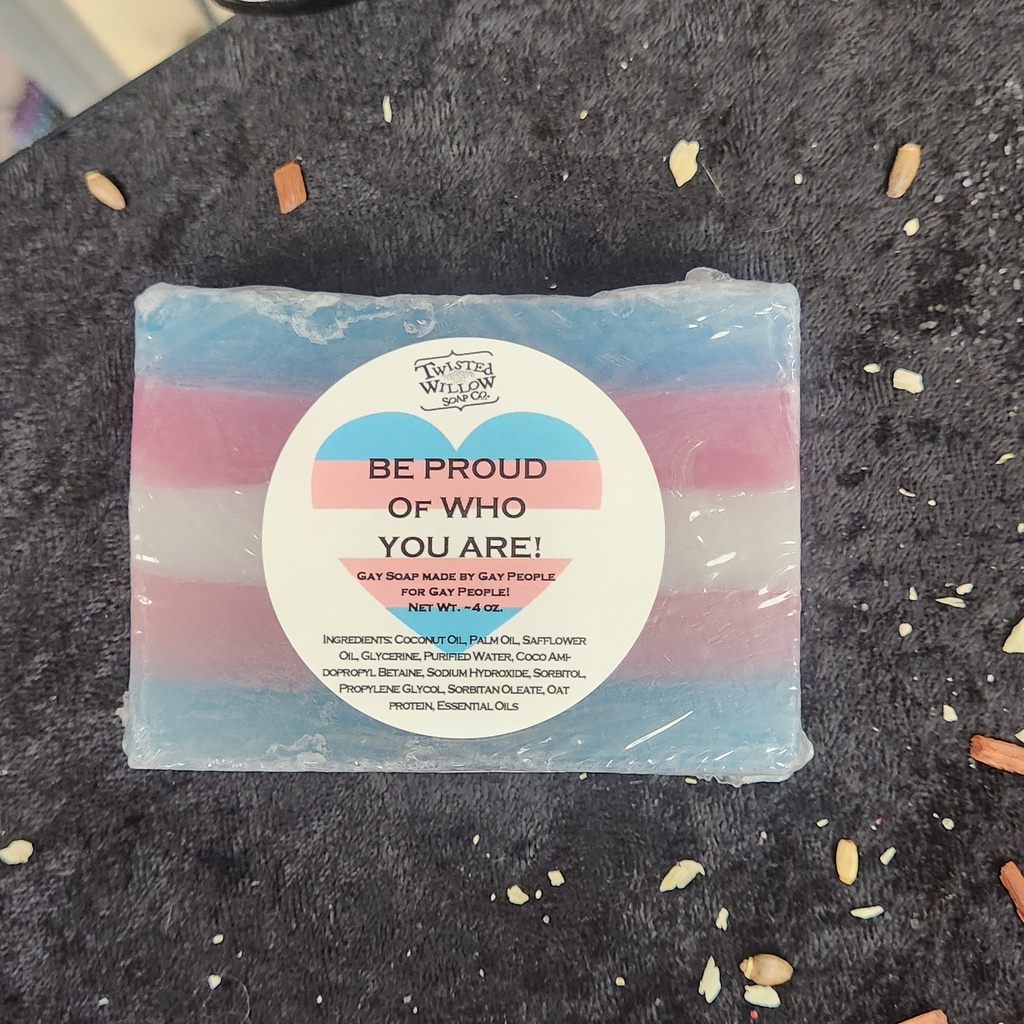 Twisted
Willow
Soap Co.
BE PROUD
OF WHO
YOU ARE!
GAY SOAP MADE BY GAY PEOPLE
FOR GAY PEOPLE!
NET WT. ~4 OZ.
INGREDIENTS: COCONUT OIL, PALM OIL, SAFFLOWER
OIL, GLYCERINE, PURIFIED WATER, COCO AMI-
DOPROPYL BETAINE, SODIUM HYDROXIDE, SORBITOL,
PROPYLENE GLYCOL, SORBITAN OLEATE, OAT
PROTEIN, ESSENTIAL OILS